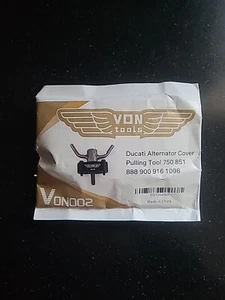 VON
tools
Ducati Alternator Cover
Pulling Tool 750 851
888 900 916 1098
VON002
Made in China